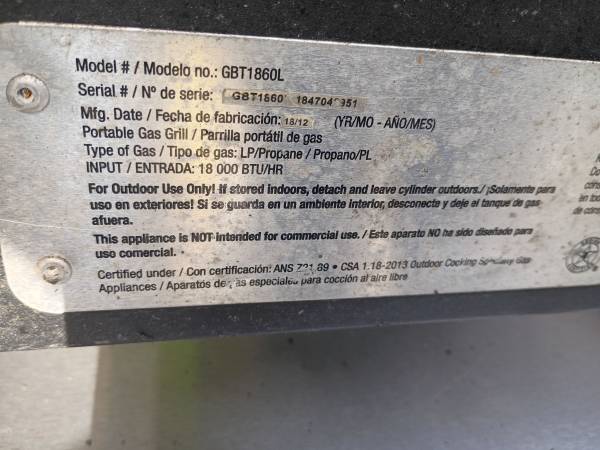 Model # / Modelo no.: GBT1860L
Serial # / Nº de serie: GBT1860
Mfg. Date / Fecha de fabricación: 18/12 (YR/MO - AÑO/MES)
Portable Gas Grill / Parrilla portátil de gas
Type of Gas / Tipo de gas: LP/Propane / Propano/PL
INPUT / ENTRADA: 18 000 BTU/HR
For Outdoor Use Only! If stored indoors, detach and leave cylinder outdoors./ ¡Solamente para
uso en exteriores! Si se guarda en un ambiente interior, desconecte y deje el tanque de gas
afuera.
This appliance is NOT intended for commercial use. / Este aparato NO ha sido diseñado para
uso comercial.
Certified under / Con certificación: ANS 89 • CSA 1.18-2013 Outdoor Cooking Gas
Appliances / Aparatos de especiales para cocción al aire libre